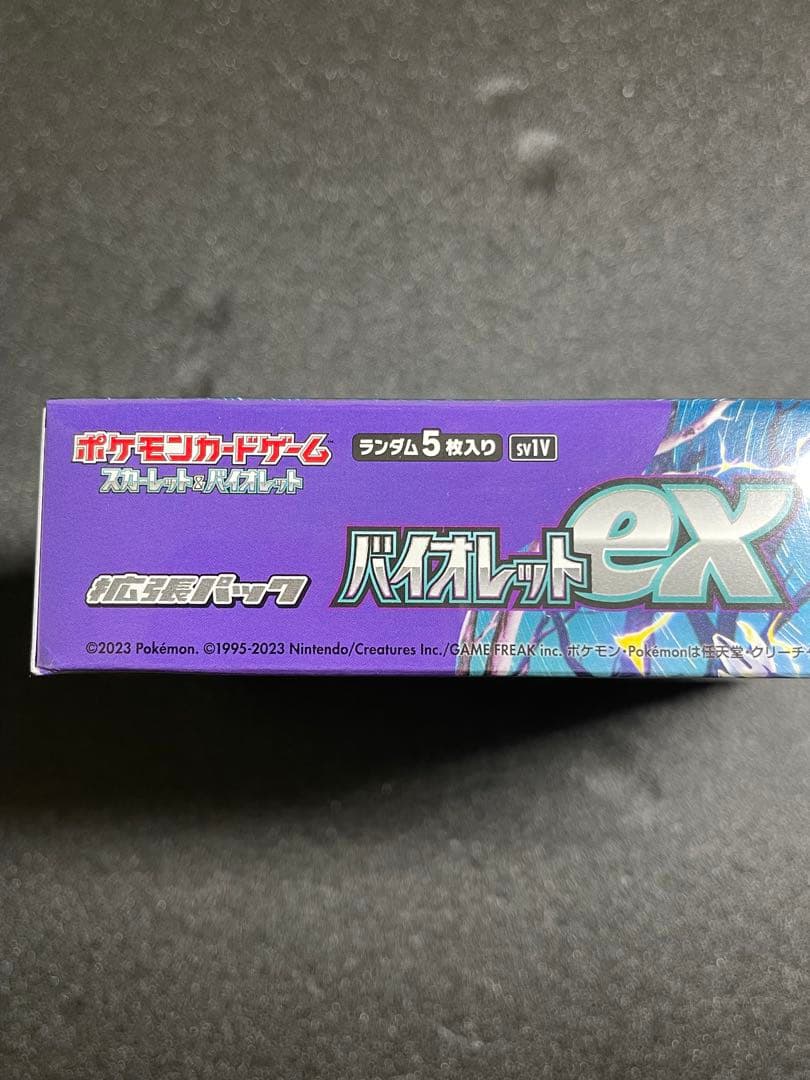 ポケモンカードゲーム™
スカーレット&バイオレット
ランダム5枚入り SV1V
拡張パック
バイオレットex
©2023 Pokémon. ©1995-2023 Nintendo/Creatures Inc./GAME FREAK inc. ポケモン・Pokémonは任天堂・クリーチャ